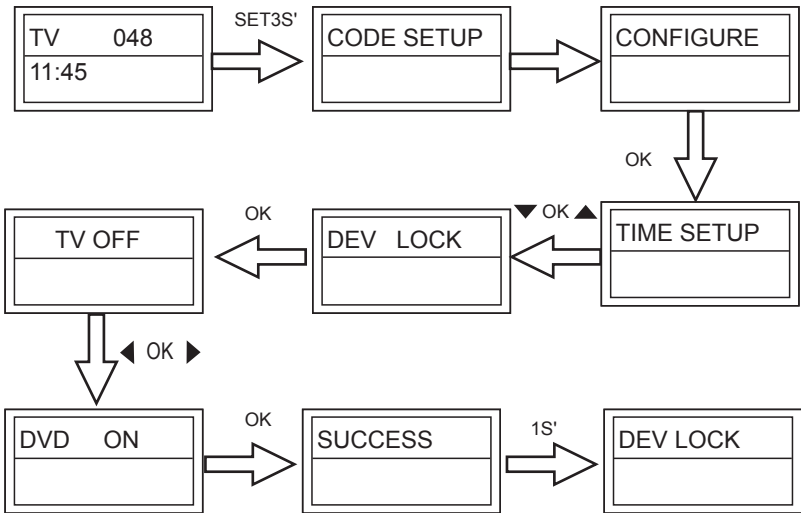 TV 048
11:45
SET3S'
CODE SETUP
CONFIGURE
OK
TIME SETUP
▼ OK ▲
DEV LOCK
OK
TV OFF
◀ OK ▶
DVD ON
OK
SUCCESS
1S'
DEV LOCK